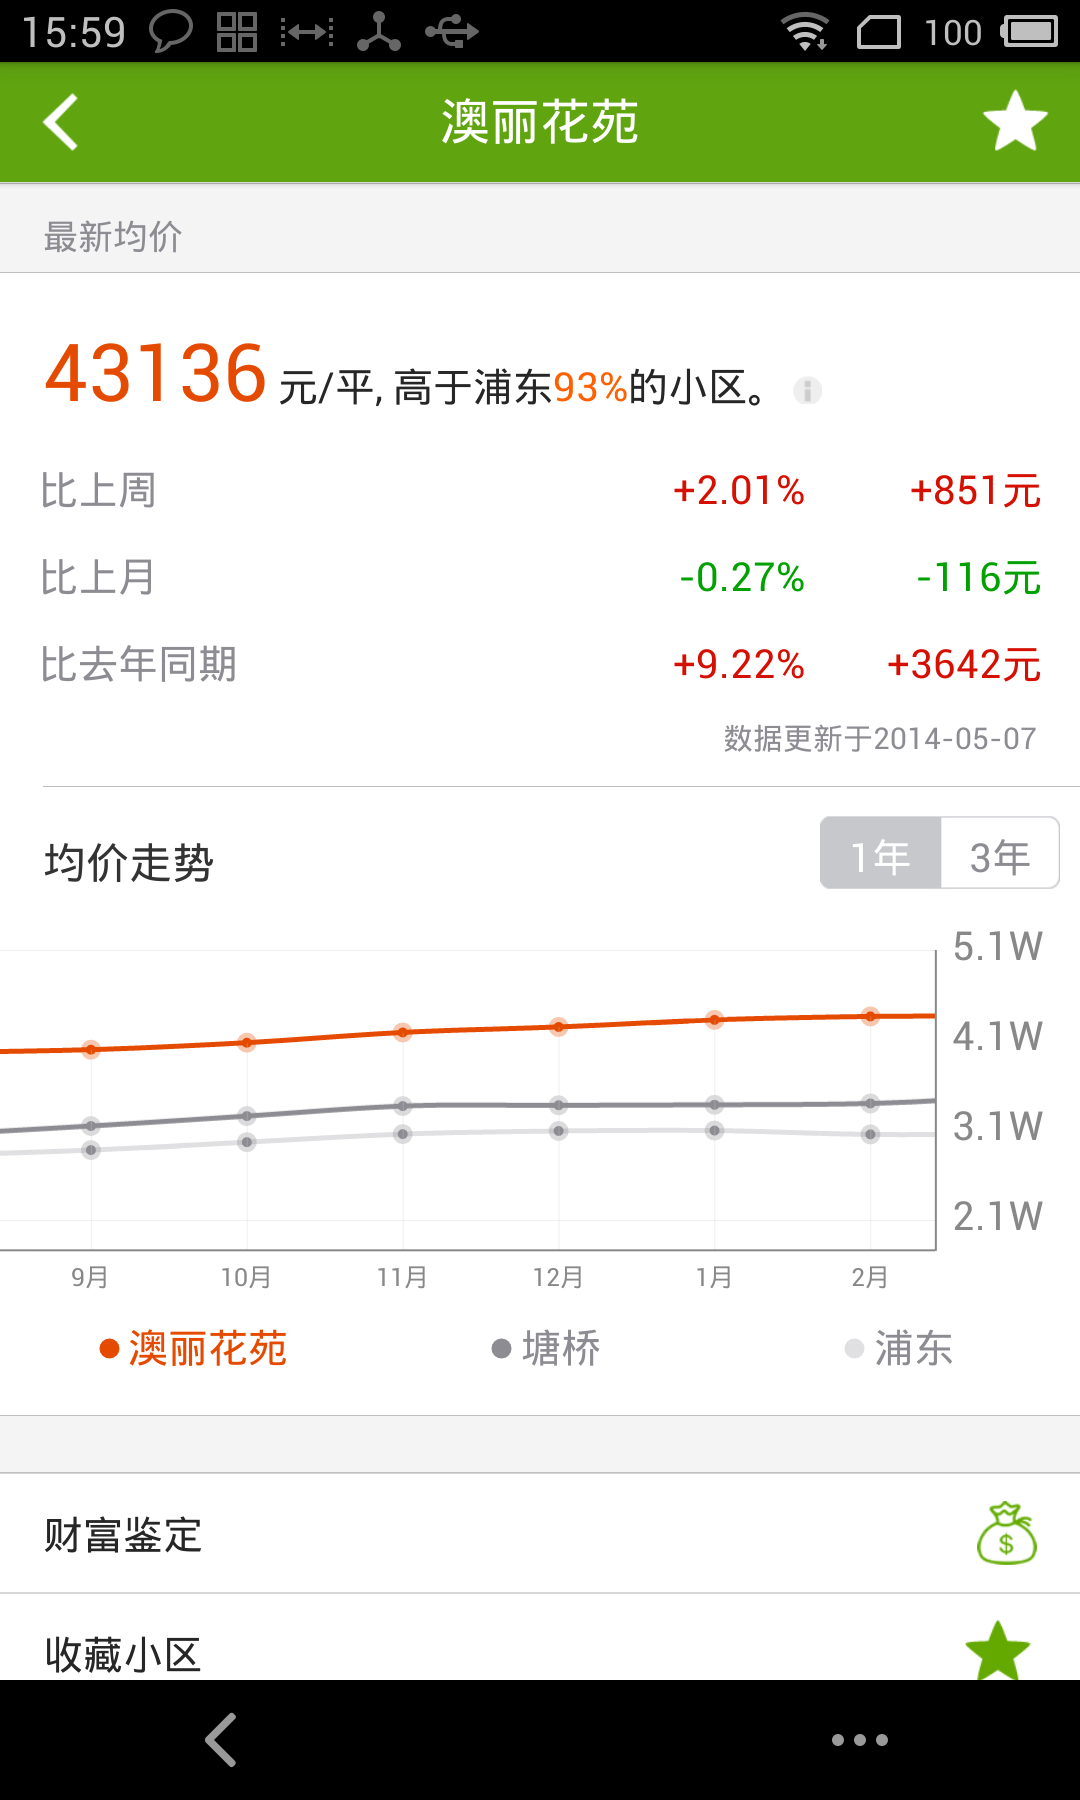 15:59 100
澳丽花苑
最新均价
43136 元/平, 高于浦东93%的小区。
比上周 +2.01% +851元
比上月 -0.27% -116元
比去年同期 +9.22% +3642元
数据更新于2014-05-07
均价走势 1年 3年
5.1W
4.1W
3.1W
2.1W
9月 10月 11月 12月 1月 2月
澳丽花苑 塘桥 浦东
财富鉴定 $
收藏小区